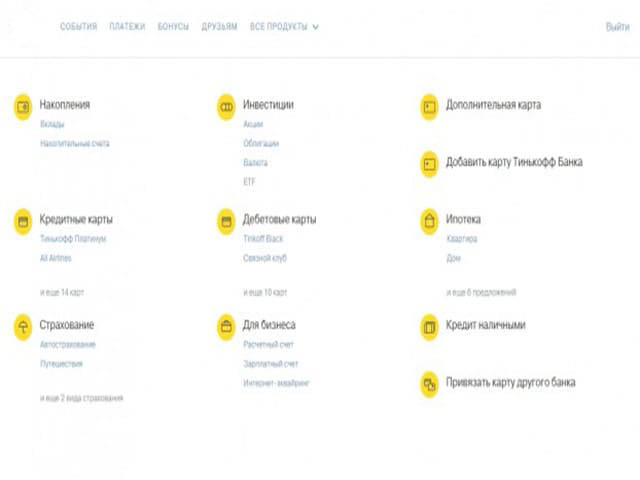 СОБЫТИЯ ПЛАТЕЖИ БОНУСЫ ДРУЗЬЯМ ВСЕ ПРОДУКТЫ Выйти
Накопления
Вклады
Накопительные счета
Инвестиции
Акции
Облигации
Валюта
ETF
Дополнительная карта
Добавить карту Тинькофф Банка
Кредитные карты
Тинькофф Платинум
All Airlines
и еще 14 карт
Дебетовые карты
Tinkoff Black
Связной клуб
и еще 10 карт
Ипотека
Квартира
Дом
и еще 6 предложений
Страхование
Автострахование
Путешествия
и еще 2 вида страхования
Для бизнеса
Расчетный счет
Зарплатный счет
Интернет-эквайринг
Кредит наличными
Привязать карту другого банка